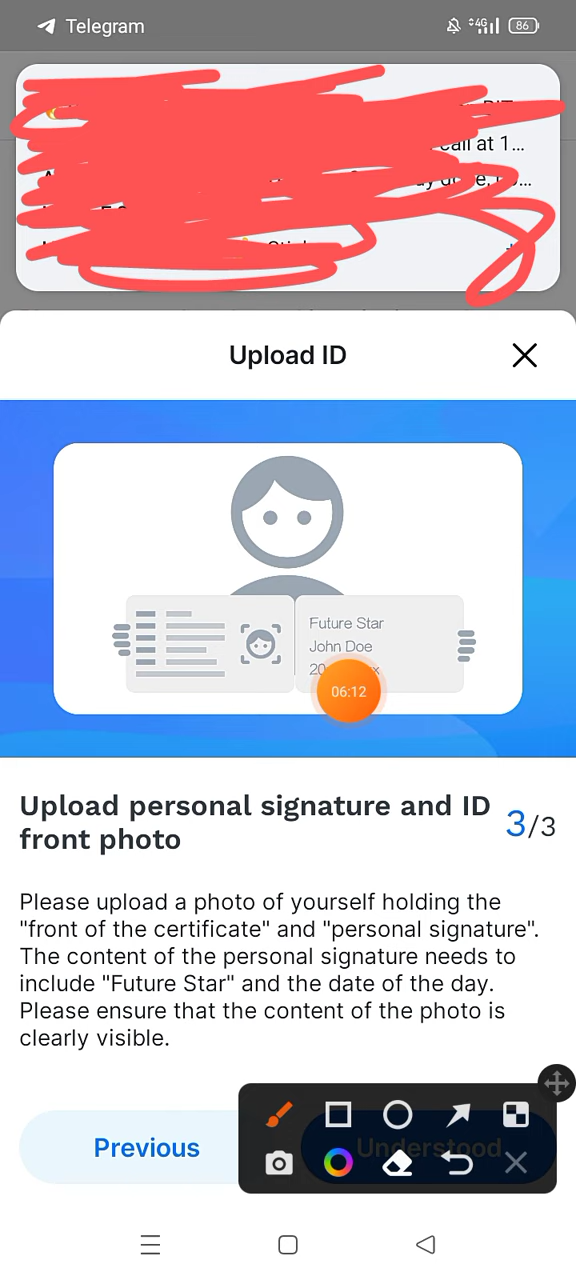 Telegram
4G
86
call at 1...
Upload ID
Future Star
John Doe
20
06:12
Upload personal signature and ID
front photo
3/3
Please upload a photo of yourself holding the
"front of the certificate" and "personal signature".
The content of the personal signature needs to
include "Future Star" and the date of the day.
Please ensure that the content of the photo is
clearly visible.
Previous
Understood